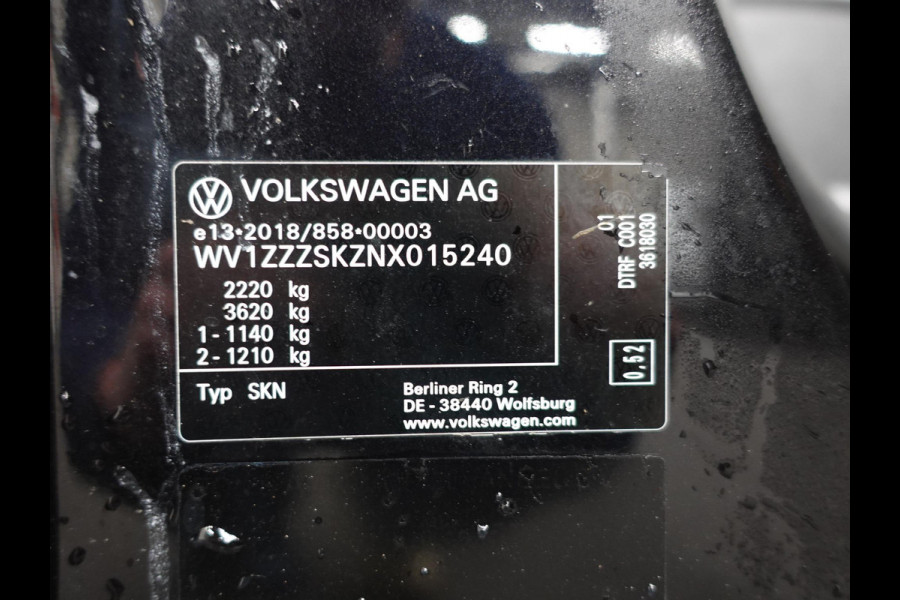 VOLKSWAGEN AG
e13*2018/858*00003
WV1ZZZSKZNX015240
2220 kg
3620 kg
1 - 1140 kg
2 - 1210 kg
Typ SKN
Berliner Ring 2
DE - 38440 Wolfsburg
www.volkswagen.com
01
DTRF C001
3618030
0,52